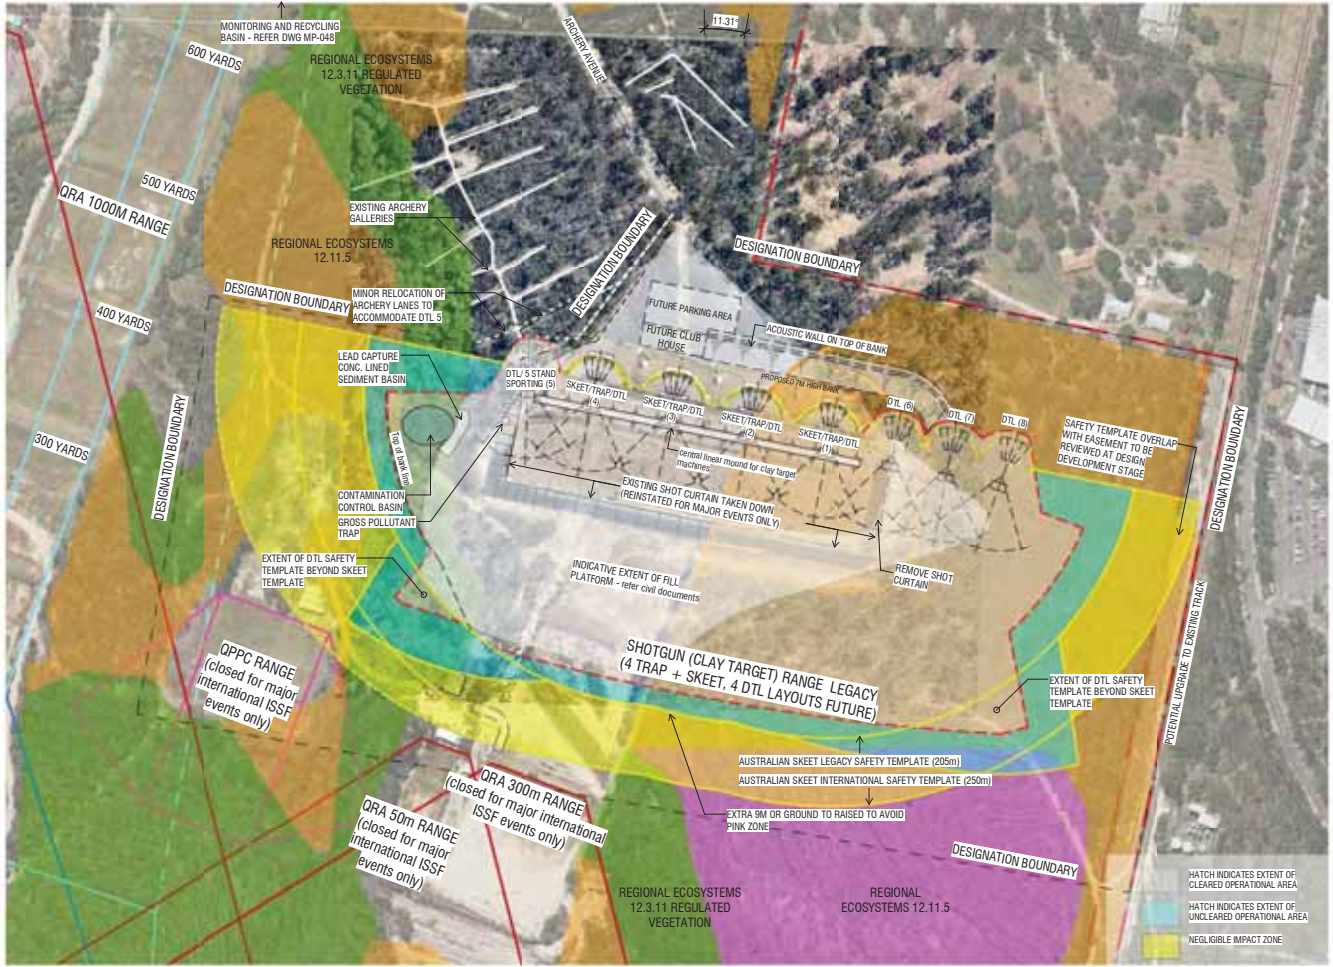 MONITORING AND RECYCLING
BASIN - REFER DWG MP-048
600 YARDS
REGIONAL ECOSYSTEMS
12.3.11 REGULATED
VEGETATION
ARCHERY AVENUE
11.31°
500 YARDS
QRA 1000M RANGE
EXISTING ARCHERY
GALLERIES
REGIONAL ECOSYSTEMS
12.11.5
DESIGNATION BOUNDARY
DESIGNATION BOUNDARY
DESIGNATION BOUNDARY
MINOR RELOCATION OF
ARCHERY LANES TO
ACCOMMODATE DTL 5
400 YARDS
FUTURE PARKING AREA
FUTURE CLUB
HOUSE
ACOUSTIC WALL ON TOP OF BANK
PROPOSED 7M HIGH BANK
LEAD CAPTURE
CONC. LINED
SEDIMENT BASIN
DTL/ 5 STAND
SPORTING (5)
SKEET/TRAP/DTL
(4)
SKEET/TRAP/DTL
(3)
SKEET/TRAP/DTL
(2)
SKEET/TRAP/DTL
(1)
DTL (6)
DTL (7)
DTL (8)
SAFETY TEMPLATE OVERLAP
WITH EASEMENT TO BE
REVIEWED AT DESIGN
DEVELOPMENT STAGE
DESIGNATION BOUNDARY
DESIGNATION BOUNDARY
300 YARDS
Top of bank line
central linear mound for clay target
machines
EXISTING SHOT CURTAIN TAKEN DOWN
(REINSTATED FOR MAJOR EVENTS ONLY)
CONTAMINATION
CONTROL BASIN
GROSS POLLUTANT
TRAP
EXTENT OF DTL SAFETY
TEMPLATE BEYOND SKEET
TEMPLATE
INDICATIVE EXTENT OF FILL
PLATFORM - refer civil documents
REMOVE SHOT
CURTAIN
POTENTIAL UPGRADE TO EXISTING TRACK
QPPC RANGE
(closed for major
international ISSF
events only)
SHOTGUN (CLAY TARGET) RANGE LEGACY
(4 TRAP + SKEET, 4 DTL LAYOUTS FUTURE)
EXTENT OF DTL SAFETY
TEMPLATE BEYOND SKEET
TEMPLATE
AUSTRALIAN SKEET LEGACY SAFETY TEMPLATE (205m)
AUSTRALIAN SKEET INTERNATIONAL SAFETY TEMPLATE (250m)
QRA 300m RANGE
(closed for major international
ISSF events only)
QRA 50m RANGE
(closed for major
international ISSF
events only)
EXTRA 9M OR GROUND TO RAISED TO AVOID
PINK ZONE
DESIGNATION BOUNDARY
REGIONAL ECOSYSTEMS
12.3.11 REGULATED
VEGETATION
REGIONAL
ECOSYSTEMS 12.11.5
HATCH INDICATES EXTENT OF
CLEARED OPERATIONAL AREA
HATCH INDICATES EXTENT OF
UNCLEARED OPERATIONAL AREA
NEGLIGIBLE IMPACT ZONE